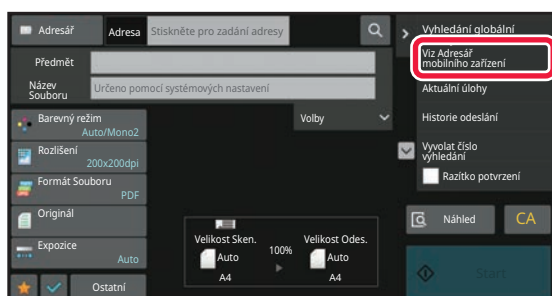 Adresář
Adresa
Stiskněte pro zadání adresy
Předmět
Název
Souboru
Určeno pomocí systémových nastavení
Barevný režim
Auto/Mono2
Rozlišení
200x200dpi
Formát Souboru
PDF
Originál
Expozice
Auto
Ostatní
Volby
Velikost Sken.
Auto
A4
100%
Velikost Odes.
Auto
A4
Vyhledání globální
Viz Adresář
mobilního zařízení
Aktuální úlohy
Historie odeslání
Vyvolat číslo
vyhledání
Razítko potvrzení
Náhled
CA
Start